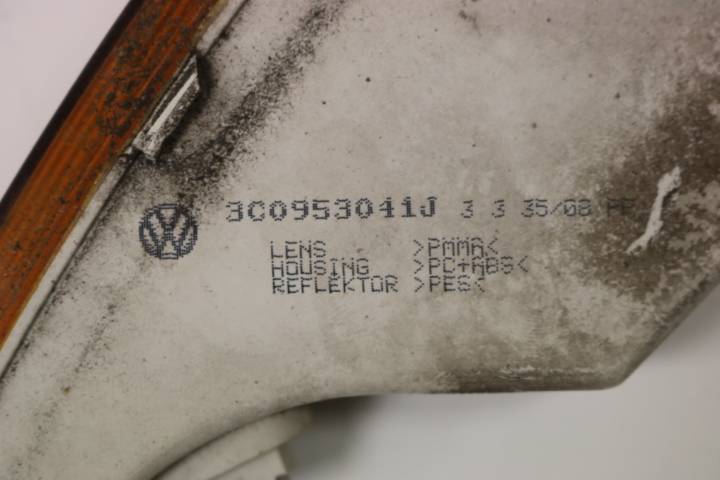 3C0953041J 3 3 35/08
LENS >PMMA<
HOUSING >PC+ABS<
REFLEKTOR >PES<